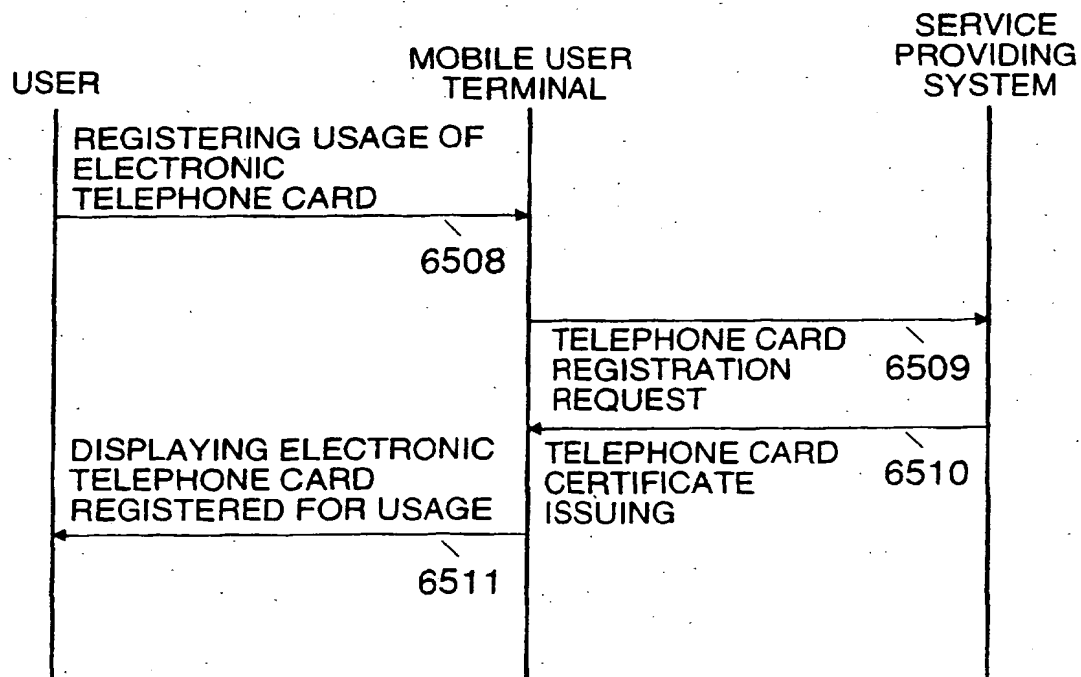 SERVICE
PROVIDING
SYSTEM
MOBILE USER
TERMINAL
USER
REGISTERING USAGE OF
ELECTRONIC
TELEPHONE CARD
6508
TELEPHONE CARD
REGISTRATION
REQUEST
6509
DISPLAYING ELECTRONIC
TELEPHONE CARD
REGISTERED FOR USAGE
TELEPHONE CARD
CERTIFICATE
ISSUING
6510
6511